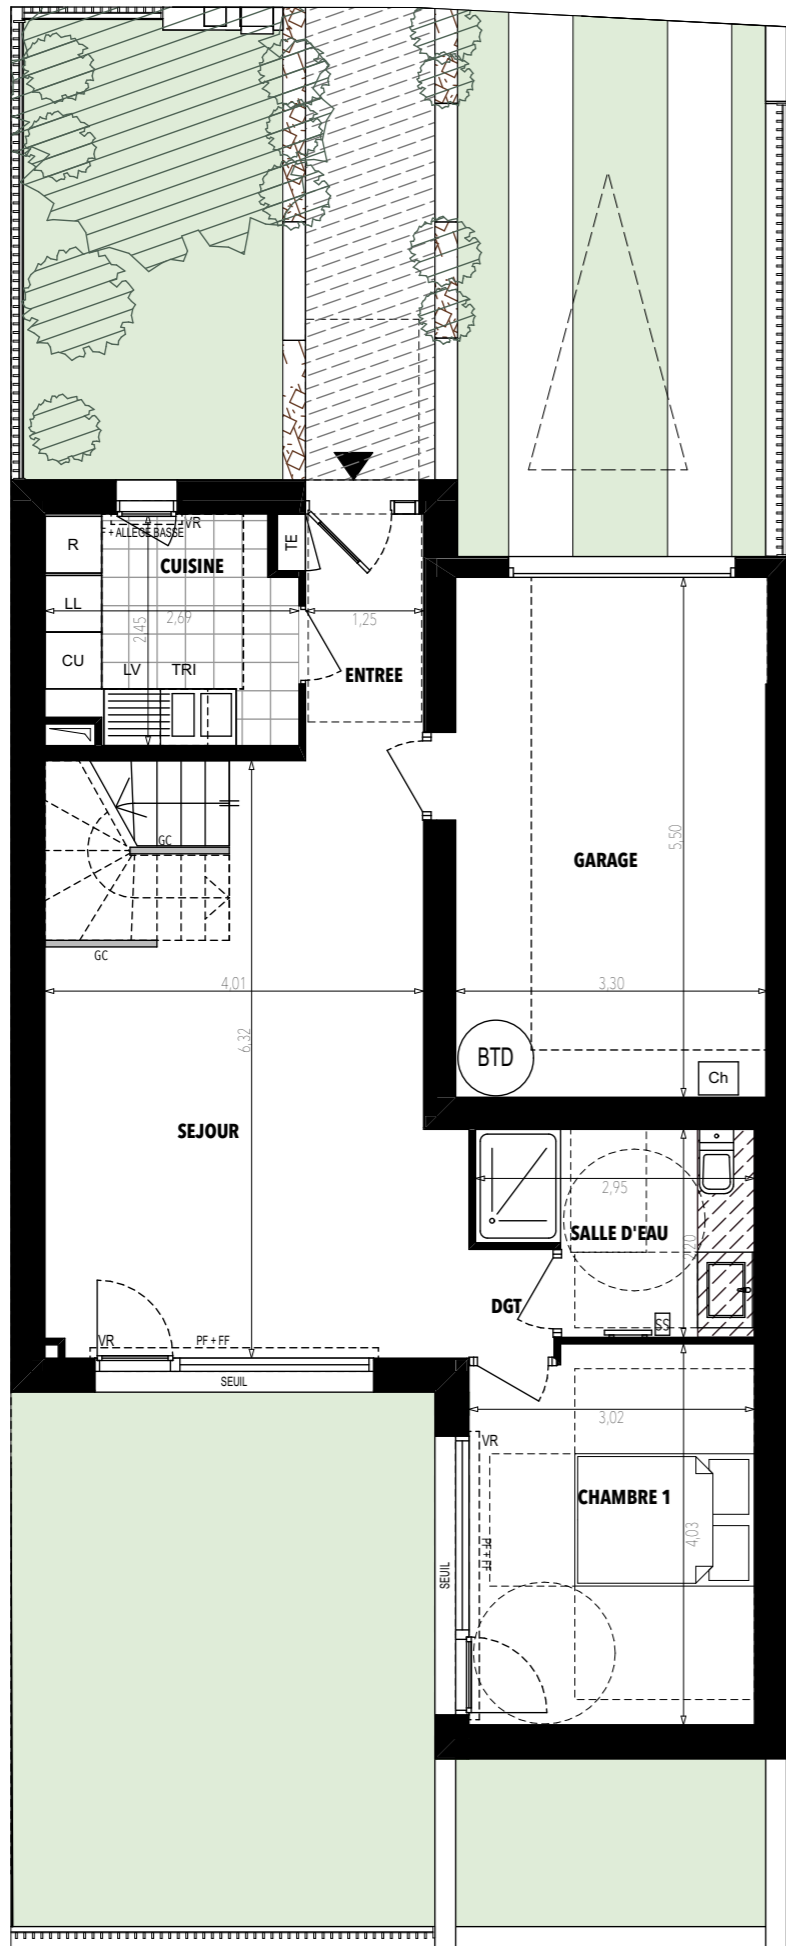 VR
F + ALLEGE BASSE
R
CUISINE
TE
LL
2,69
2,45
1,25
CU
LV
TRI
ENTREE
GC
GC
GARAGE
5,50
4,01
3,30
6,32
BTD
Ch
SEJOUR
2,95
SALLE D'EAU
2,20
DGT
SS
VR
PF + FF
SEUIL
3,02
VR
CHAMBRE 1
4,03
PF + FF
SEUIL